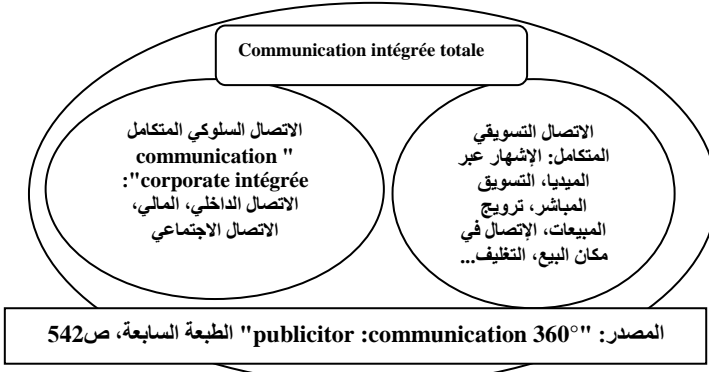 Communication intégrée totale
الاتصال التسويقي
المتكامل: الإشهار عبر
الميديا، التسويق
المباشر، ترويج
المبيعات، الإتصال في
مكان البيع، التغليف...
الاتصال السلوكي المتكامل
" communication
corporate intégrée":
الاتصال الداخلي، المالي،
الاتصال الاجتماعي
المصدر: "publicitor :communication 360°" الطبعة السابعة، ص542